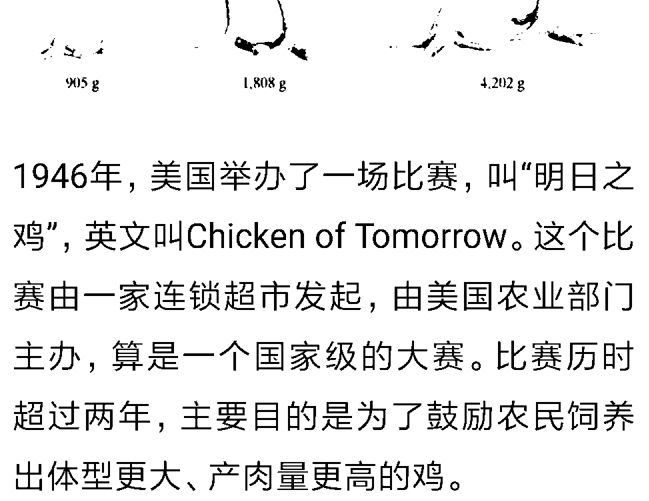 905 g 1,808 g 4,202 g
1946年，美国举办了一场比赛，叫“明日之
鸡”，英文叫Chicken of Tomorrow。这个比
赛由一家连锁超市发起，由美国农业部门
主办，算是一个国家级的大赛。比赛历时
超过两年，主要目的是为了鼓励农民饲养
出体型更大、产肉量更高的鸡。